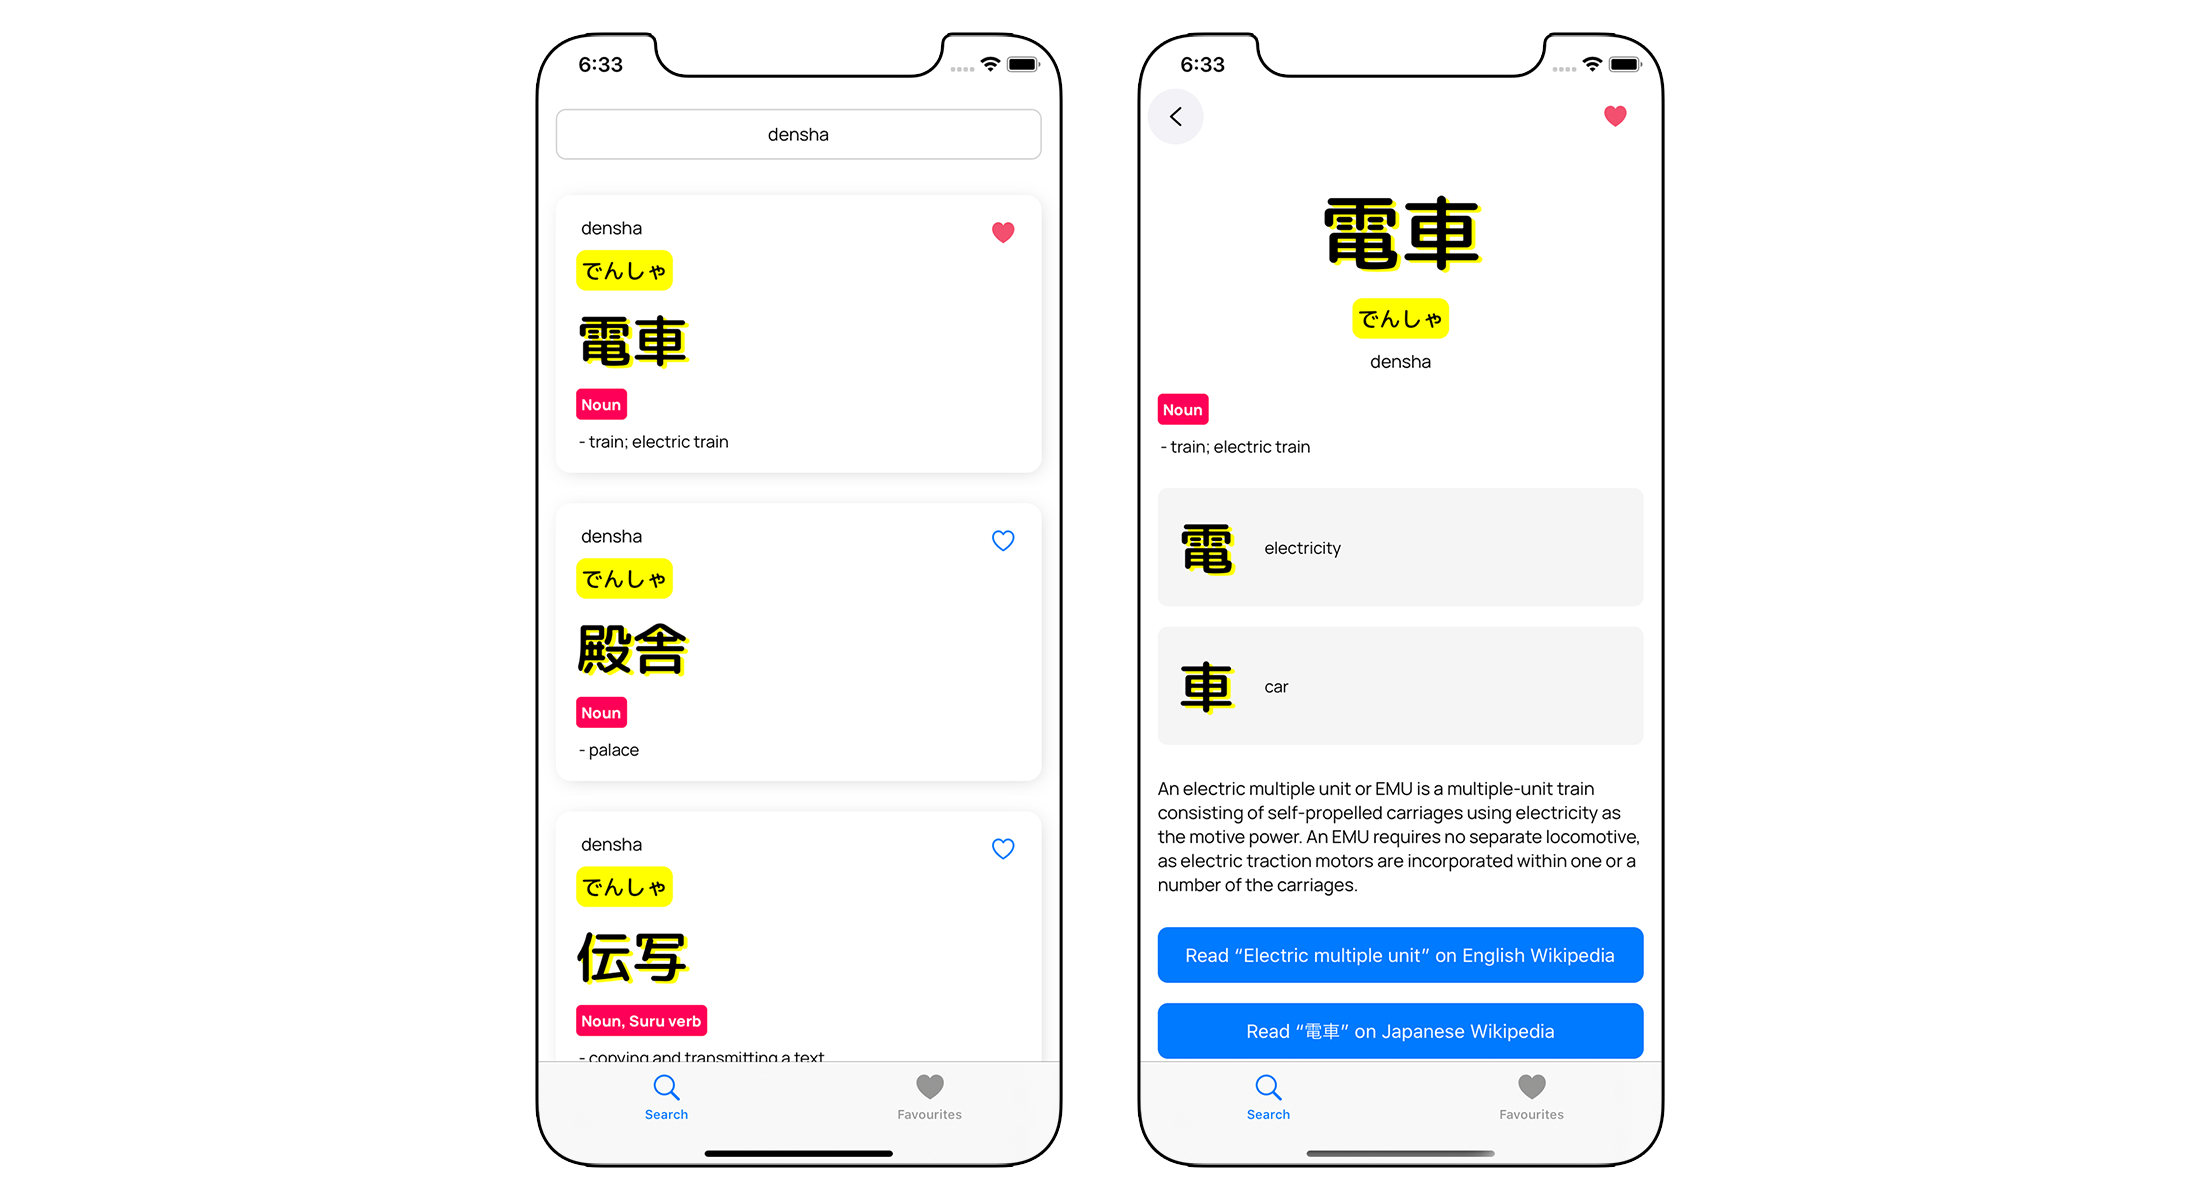 6:33
densha
densha
でんしゃ
電車
Noun
- train; electric train
densha
でんしゃ
殿舎
Noun
- palace
densha
でんしゃ
伝写
Noun, Suru verb
- copying and transmitting a text
Search
Favourites
6:33
電車
でんしゃ
densha
Noun
- train; electric train
電
electricity
車
car
An electric multiple unit or EMU is a multiple-unit train
consisting of self-propelled carriages using electricity as
the motive power. An EMU requires no separate locomotive,
as electric traction motors are incorporated within one or a
number of the carriages.
Read “Electric multiple unit” on English Wikipedia
Read “電車” on Japanese Wikipedia
Search
Favourites